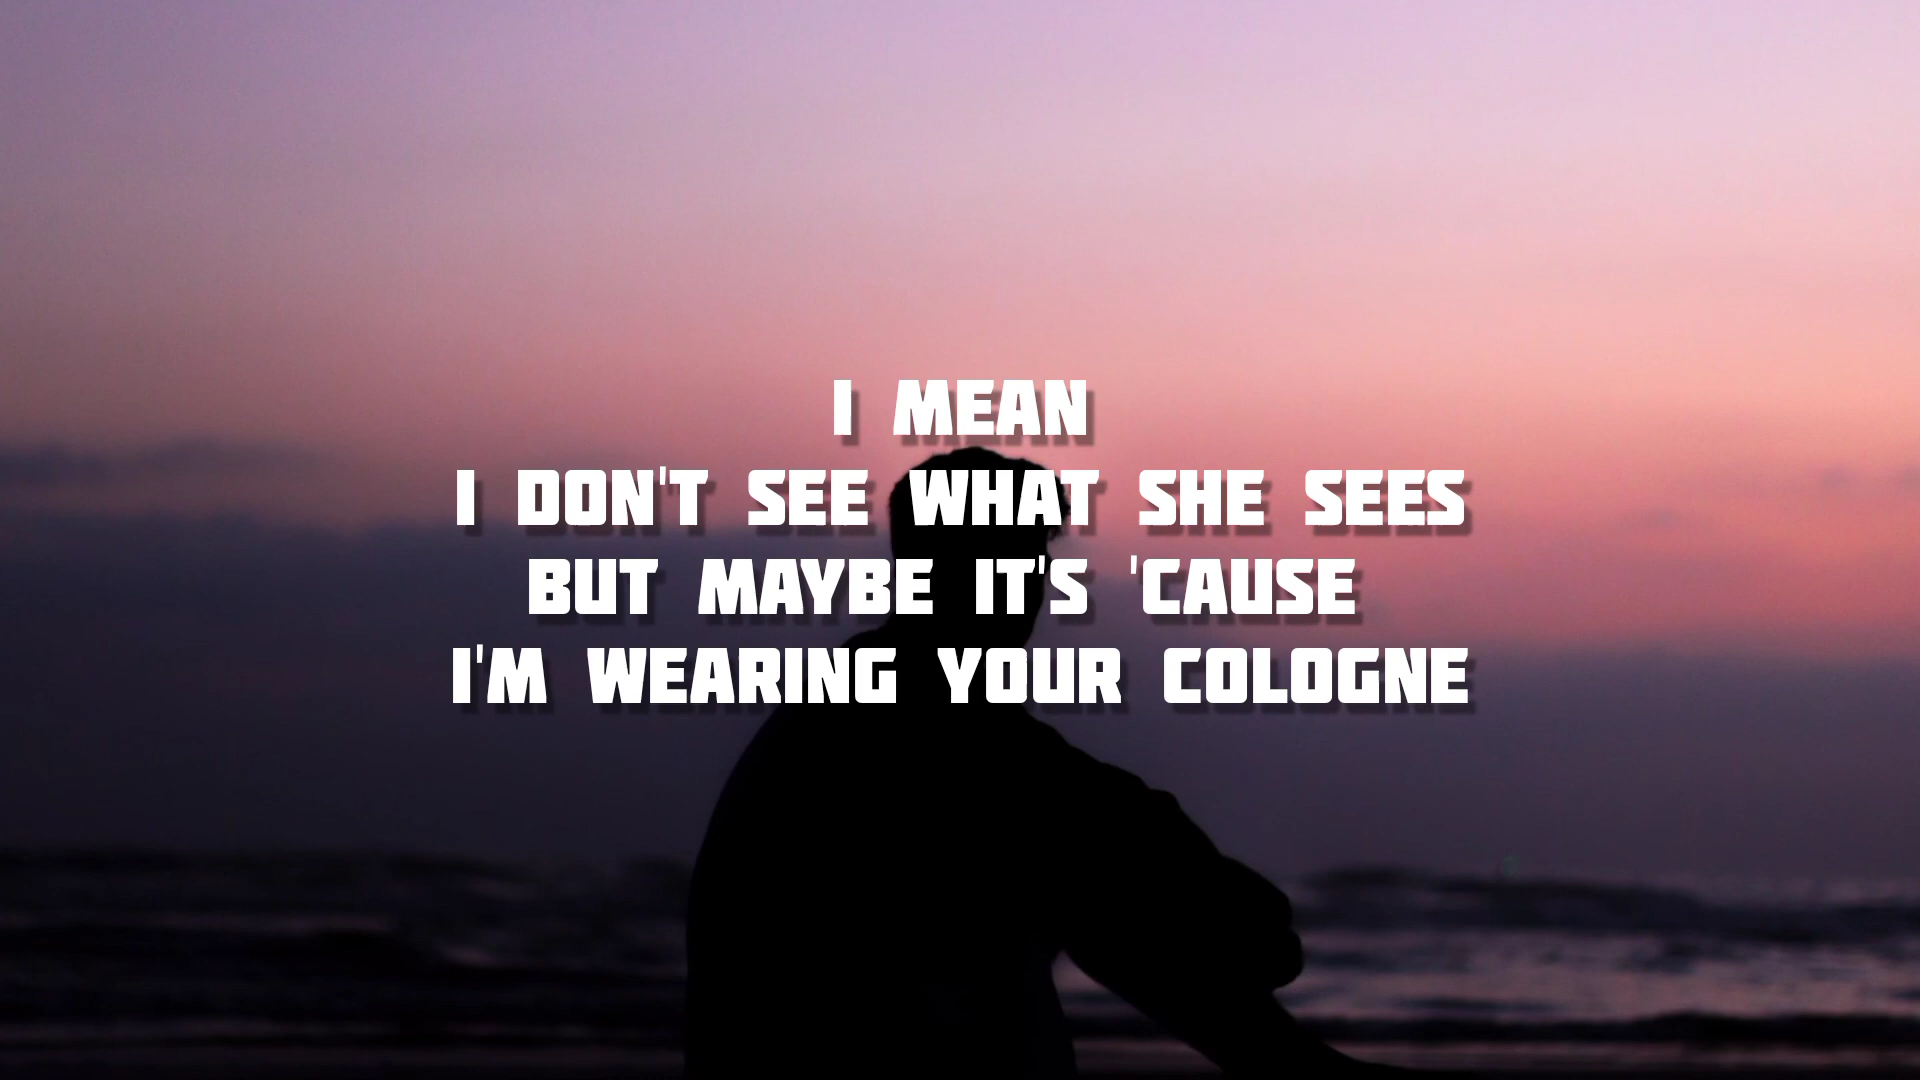 I MEAN
I DON'T SEE WHAT SHE SEES
BUT MAYBE IT'S 'CAUSE
I'M WEARING YOUR COLOGNE